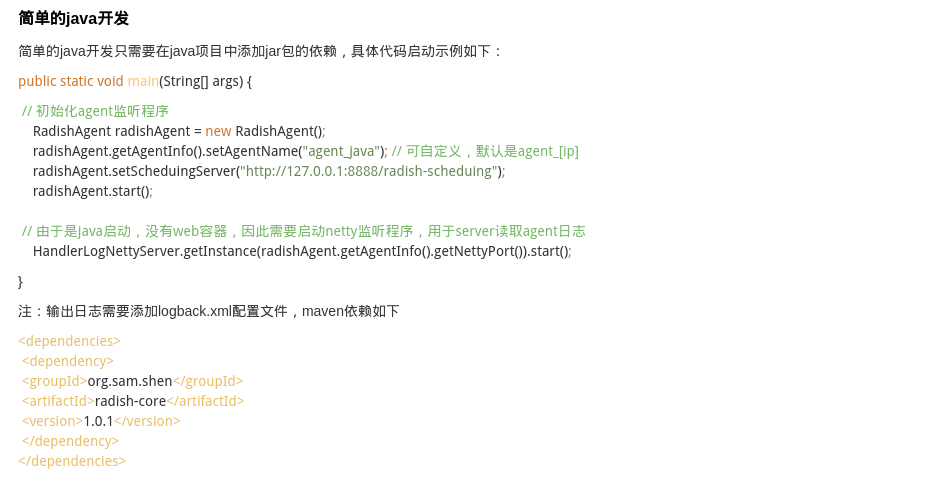 简单的java开发
简单的java开发只需要在java项目中添加jar包的依赖，具体代码启动示例如下：
public static void main(String[] args) {
// 初始化agent监听程序
RadishAgent radishAgent = new RadishAgent();
radishAgent.getAgentInfo().setAgentName("agent_java"); // 可自定义，默认是agent_[ip]
radishAgent.setScheduingServer("http://127.0.0.1:8888/radish-scheduing");
radishAgent.start();
// 由于是java启动，没有web容器，因此需要启动netty监听程序，用于server读取agent日志
HandlerLogNettyServer.getInstance(radishAgent.getAgentInfo().getNettyPort()).start();
}
注：输出日志需要添加logback.xml配置文件，maven依赖如下
<dependencies>
<dependency>
<groupId>org.sam.shen</groupId>
<artifactId>radish-core</artifactId>
<version>1.0.1</version>
</dependency>
</dependencies>